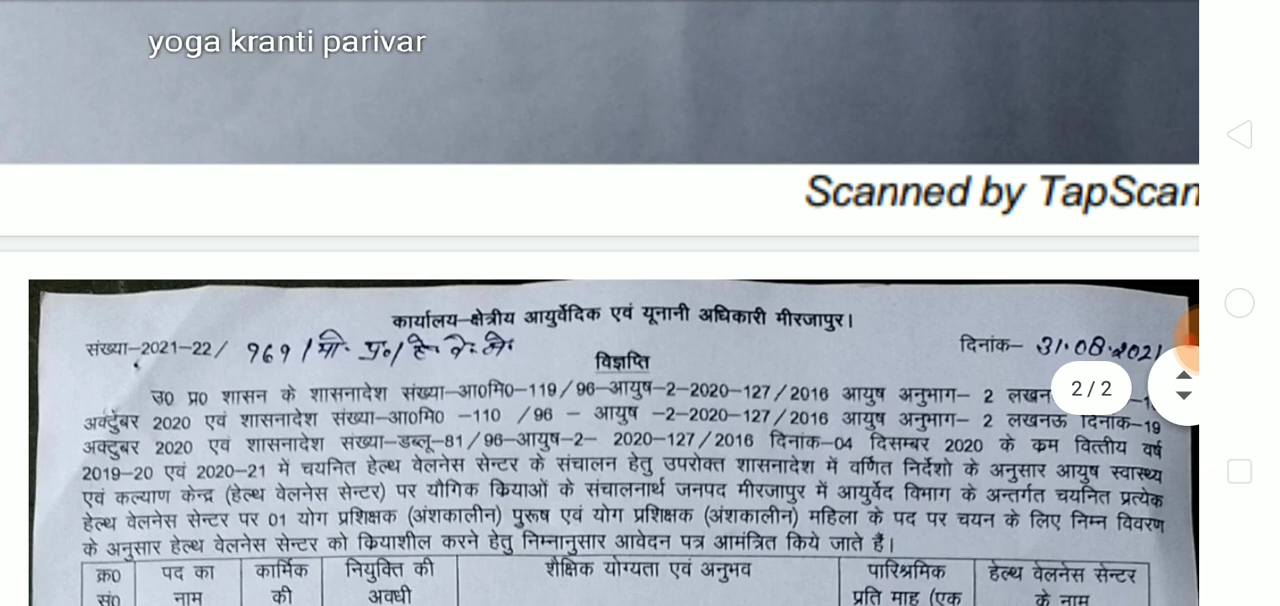 yoga kranti parivar
Scanned by TapScan
कार्यालय–क्षेत्रीय आयुर्वेदिक एवं यूनानी अधिकारी मीरजापुर।
संख्या–2021–22/ 969 / दिनांक– 31.08.2021
विज्ञप्ति
उ0 प्र0 शासन के शासनादेश संख्या–आ0मि0–119/96–आयुष–2–2020–127/2016 आयुष अनुभाग– 2
2/2
अक्टुबर 2020 एवं शासनादेश संख्या–आ0मि0 –110 /96 – आयुष –2–2020–127/2016 आयुष अनुभाग– 2 लखनऊ दिनांक–19
अक्टुबर 2020 एवं शासनादेश संख्या–डब्लू–81/96–आयुष–2– 2020–127/2016 दिनांक–04 दिसम्बर 2020 के कम वित्तीय वर्ष
2019–20 एवं 2020–21 में चयनित हेल्थ वेलनेस सेन्टर के संचालन हेतु उपरोक्त शासनादेश में वर्णित निर्देशो के अनुसार आयुष स्वास्थ्य
एवं कल्याण केन्द्र (हेल्थ वेलनेस सेन्टर) पर यौगिक कियाओं के संचालनार्थ जनपद मीरजापुर में आयुर्वेद विभाग के अन्तर्गत चयनित प्रत्येक
हेल्थ वेलनेस सेन्टर पर 01 योग प्रशिक्षक (अंशकालीन) पुरूष एवं योग प्रशिक्षक (अंशकालीन) महिला के पद पर चयन के लिए निम्न विवरण
के अनुसार हेल्थ वेलनेस सेन्टर को कियाशील करने हेतु निम्नानुसार आवेदन पत्र आमंत्रित किये जाते हैं।
क्र0 पद का कार्मिक नियुक्ति की शैक्षिक योग्यता एवं अनुभव पारिश्रमिक हेल्थ वेलनेस सेन्टर
सं0 नाम की अवधी प्रति माह (एक के नाम